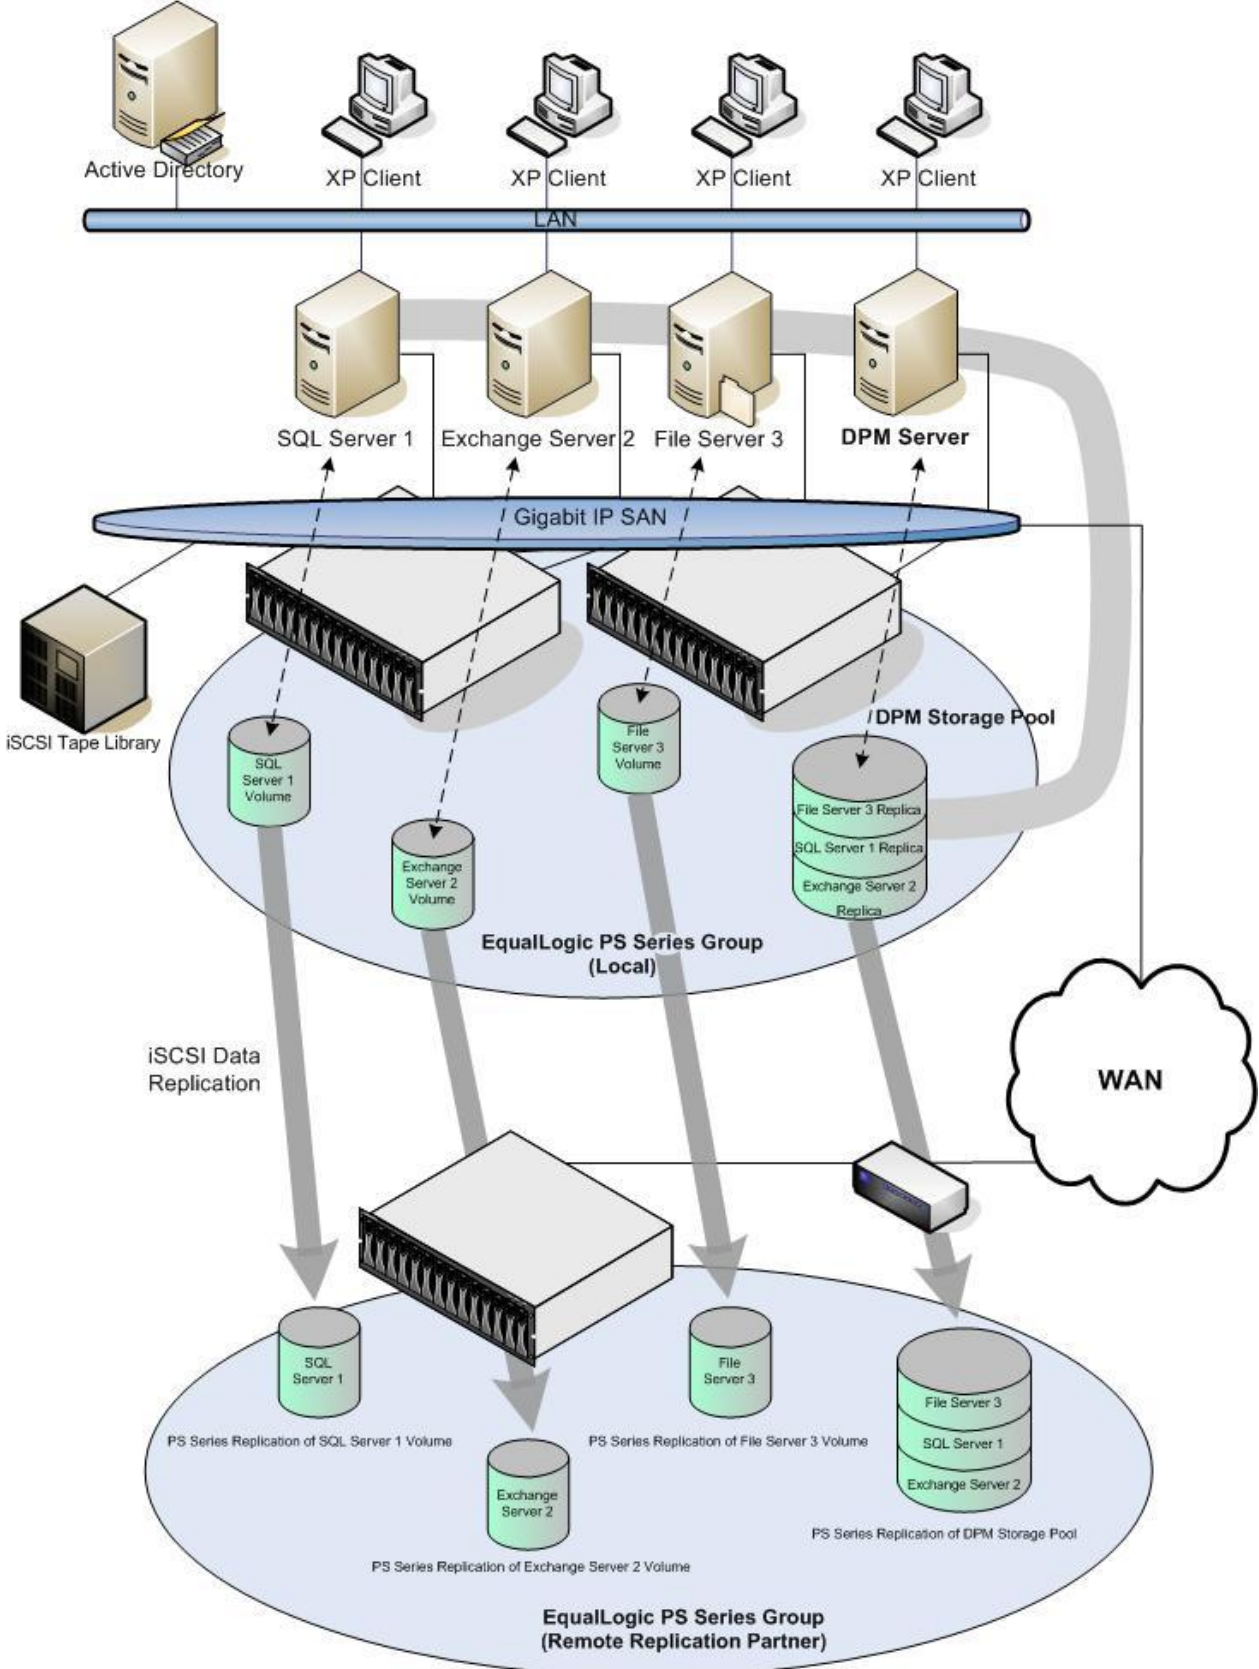 Active Directory
XP Client
XP Client
XP Client
XP Client
LAN
SQL Server 1
Exchange Server 2
File Server 3
DPM Server
Gigabit IP SAN
iSCSI Tape Library
DPM Storage Pool
SQL
Server 1
Volume
Exchange
Server 2
Volume
File
Server 3
Volume
File Server 3 Replica
SQL Server 1 Replica
Exchange Server 2
Replica
EqualLogic PS Series Group
(Local)
iSCSI Data
Replication
WAN
SQL
Server 1
PS Series Replication of SQL Server 1 Volume
Exchange
Server 2
PS Series Replication of Exchange Server 2 Volume
File
Server 3
PS Series Replication of File Server 3 Volume
File Server 3
SQL Server 1
Exchange Server 2
PS Series Replication of DPM Storage Pool
EqualLogic PS Series Group
(Remote Replication Partner)